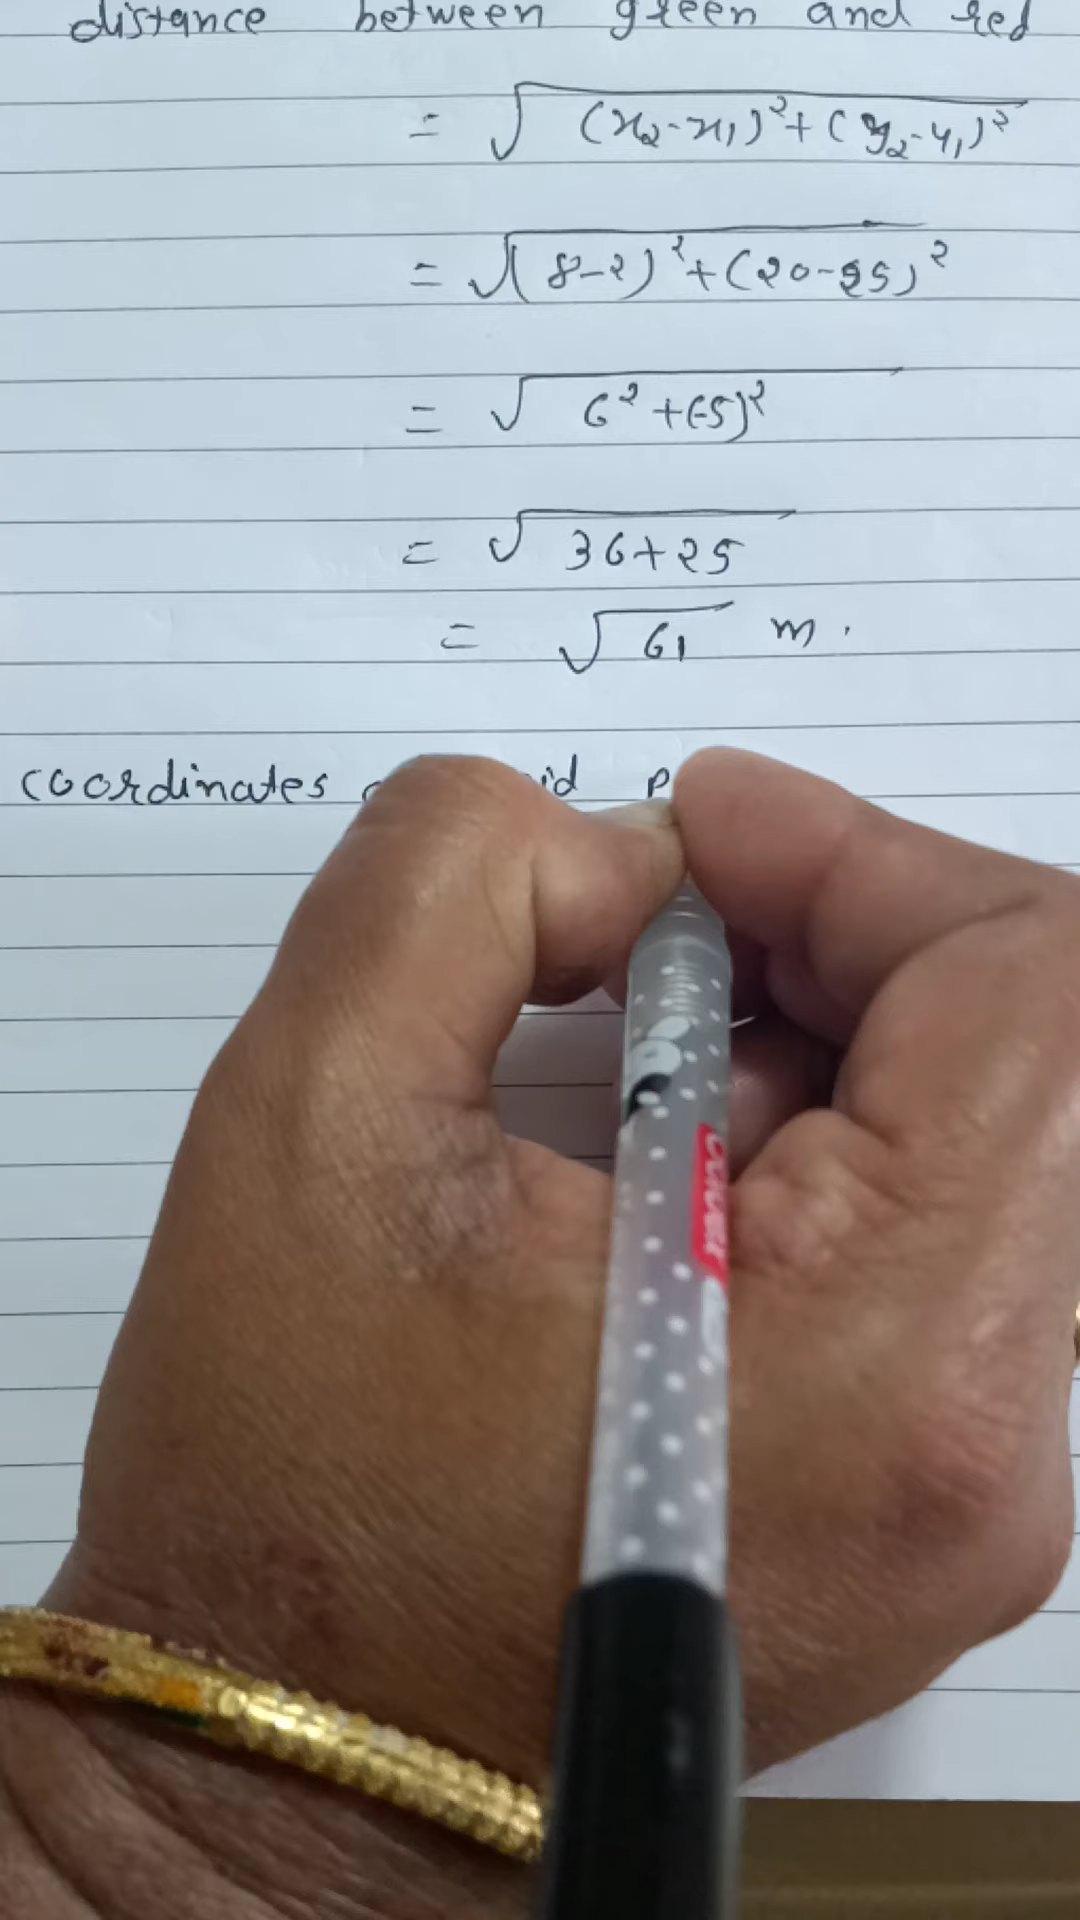 distance between green and red
= √(x₂-x₁)²+(y₂-y₁)²
= √(8-2)²+(20-25)²
= √6²+(-5)²
= √36+25
= √61 m.
coordinates id p